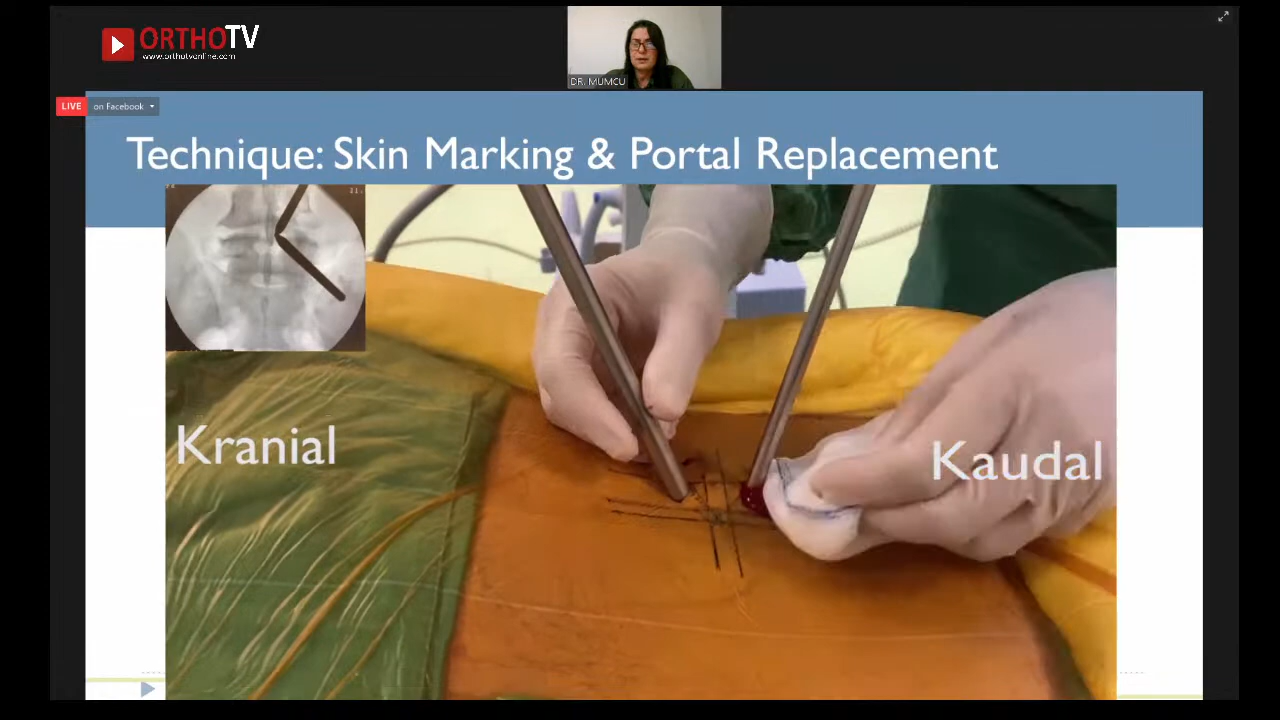 ORTHOTV
www.orthotvonline.com
DR. MUMCU
LIVE on Facebook
Technique: Skin Marking & Portal Replacement
Kranial
Kaudal